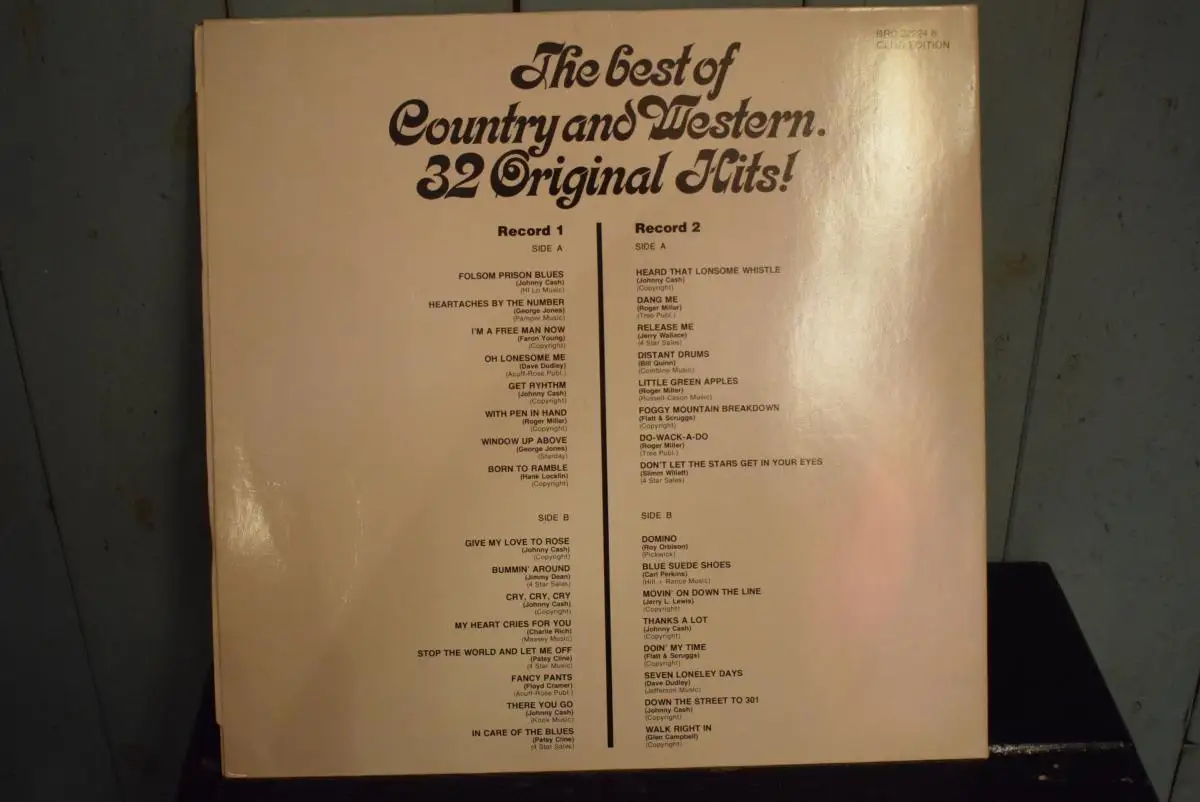 CLUB EDITION
The best of
Country and Western.
32 Original Hits!
Record 1
SIDE A
FOLSOM PRISON BLUES
(Johnny Cash)
(Hi Lo Music)
HEARTACHES BY THE NUMBER
(George Jones)
(Pamper Music)
I'M A FREE MAN NOW
(Faron Young)
(Copyright)
OH LONESOME ME
(Dave Dudley)
(Acuff-Rose Publ.)
GET RYHTHM
(Johnny Cash)
(Copyright)
WITH PEN IN HAND
(Roger Miller)
(Copyright)
WINDOW UP ABOVE
(George Jones)
(Starday)
BORN TO RAMBLE
(Hank Locklin)
(Copyright)
SIDE B
GIVE MY LOVE TO ROSE
(Johnny Cash)
(Copyright)
BUMMIN' AROUND
(Jimmy Dean)
(4 Star Sales)
CRY, CRY, CRY
(Johnny Cash)
(Copyright)
MY HEART CRIES FOR YOU
(Charlie Rich)
(Massey Music)
STOP THE WORLD AND LET ME OFF
(Patsy Cline)
(4 Star Music)
FANCY PANTS
(Floyd Cramer)
(Acuff-Rose Publ.)
THERE YOU GO
(Johnny Cash)
(Knox Music)
IN CARE OF THE BLUES
(Patsy Cline)
(4 Star Sales)
Record 2
SIDE A
HEARD THAT LONSOME WHISTLE
(Johnny Cash)
(Copyright)
DANG ME
(Roger Miller)
(Tree Publ.)
RELEASE ME
(Jerry Wallace)
(4 Star Sales)
DISTANT DRUMS
(Bill Quinn)
(Combine Music)
LITTLE GREEN APPLES
(Roger Miller)
(Russell-Cason Music)
FOGGY MOUNTAIN BREAKDOWN
(Flatt & Scruggs)
(Copyright)
DO-WACK-A-DO
(Roger Miller)
(Tree Publ.)
DON'T LET THE STARS GET IN YOUR EYES
(Slimm Willett)
(4 Star Sales)
SIDE B
DOMINO
(Roy Orbison)
(Pickwick)
BLUE SUEDE SHOES
(Carl Perkins)
(Hill + Range Music)
MOVIN' ON DOWN THE LINE
(Jerry L. Lewis)
(Copyright)
THANKS A LOT
(Johnny Cash)
(Copyright)
DOIN' MY TIME
(Flatt & Scruggs)
(Copyright)
SEVEN LONELEY DAYS
(Dave Dudley)
(Jefferson Music)
DOWN THE STREET TO 301
(Johnny Cash)
(Copyright)
WALK RIGHT IN
(Glen Campbell)
(Copyright)